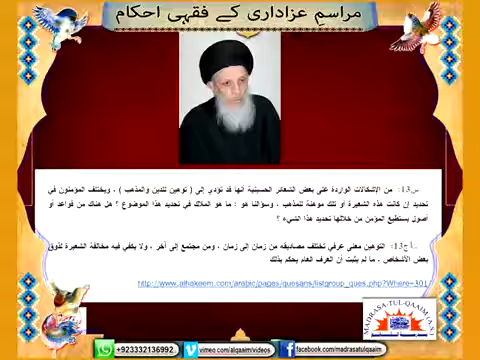 مراسم عزاداری کے فقہی احکام
س13: من الإشكالات الواردة على بعض الشعائر الحسينية أنها قد تؤدي إلى ( توهين للدين والمذهب ) ، ويختلف المؤمنون في
تحديد إن كانت هذه الشعيرة أو تلك موهنة للمذهب ، وسؤالنا هو : ما هو الملاك في تحديد هذا الموضوع ؟ هل هناك من قواعد أو
أصول يستطيع المؤمن من خلالها تحديد هذا الشيء ؟
ج13: التوهين معنى عرفي تختلف مصاديقه من زمان إلى زمان ، ومن مجتمع إلى آخر ، ولا يكفي فيه مخالفة الشعيرة لذوق
بعض الأشخاص ، ما لم يثبت أن العرف العام يحكم بذلك
http://www.alhakeem.com/arabic/pages/quesans/listgroup_ques.php?Where=301
MADRASA-TUL-QAAIM (A.S)
+923332136992
vimeo.com/alqaim/videos
facebook.com/madrasatulqaaim